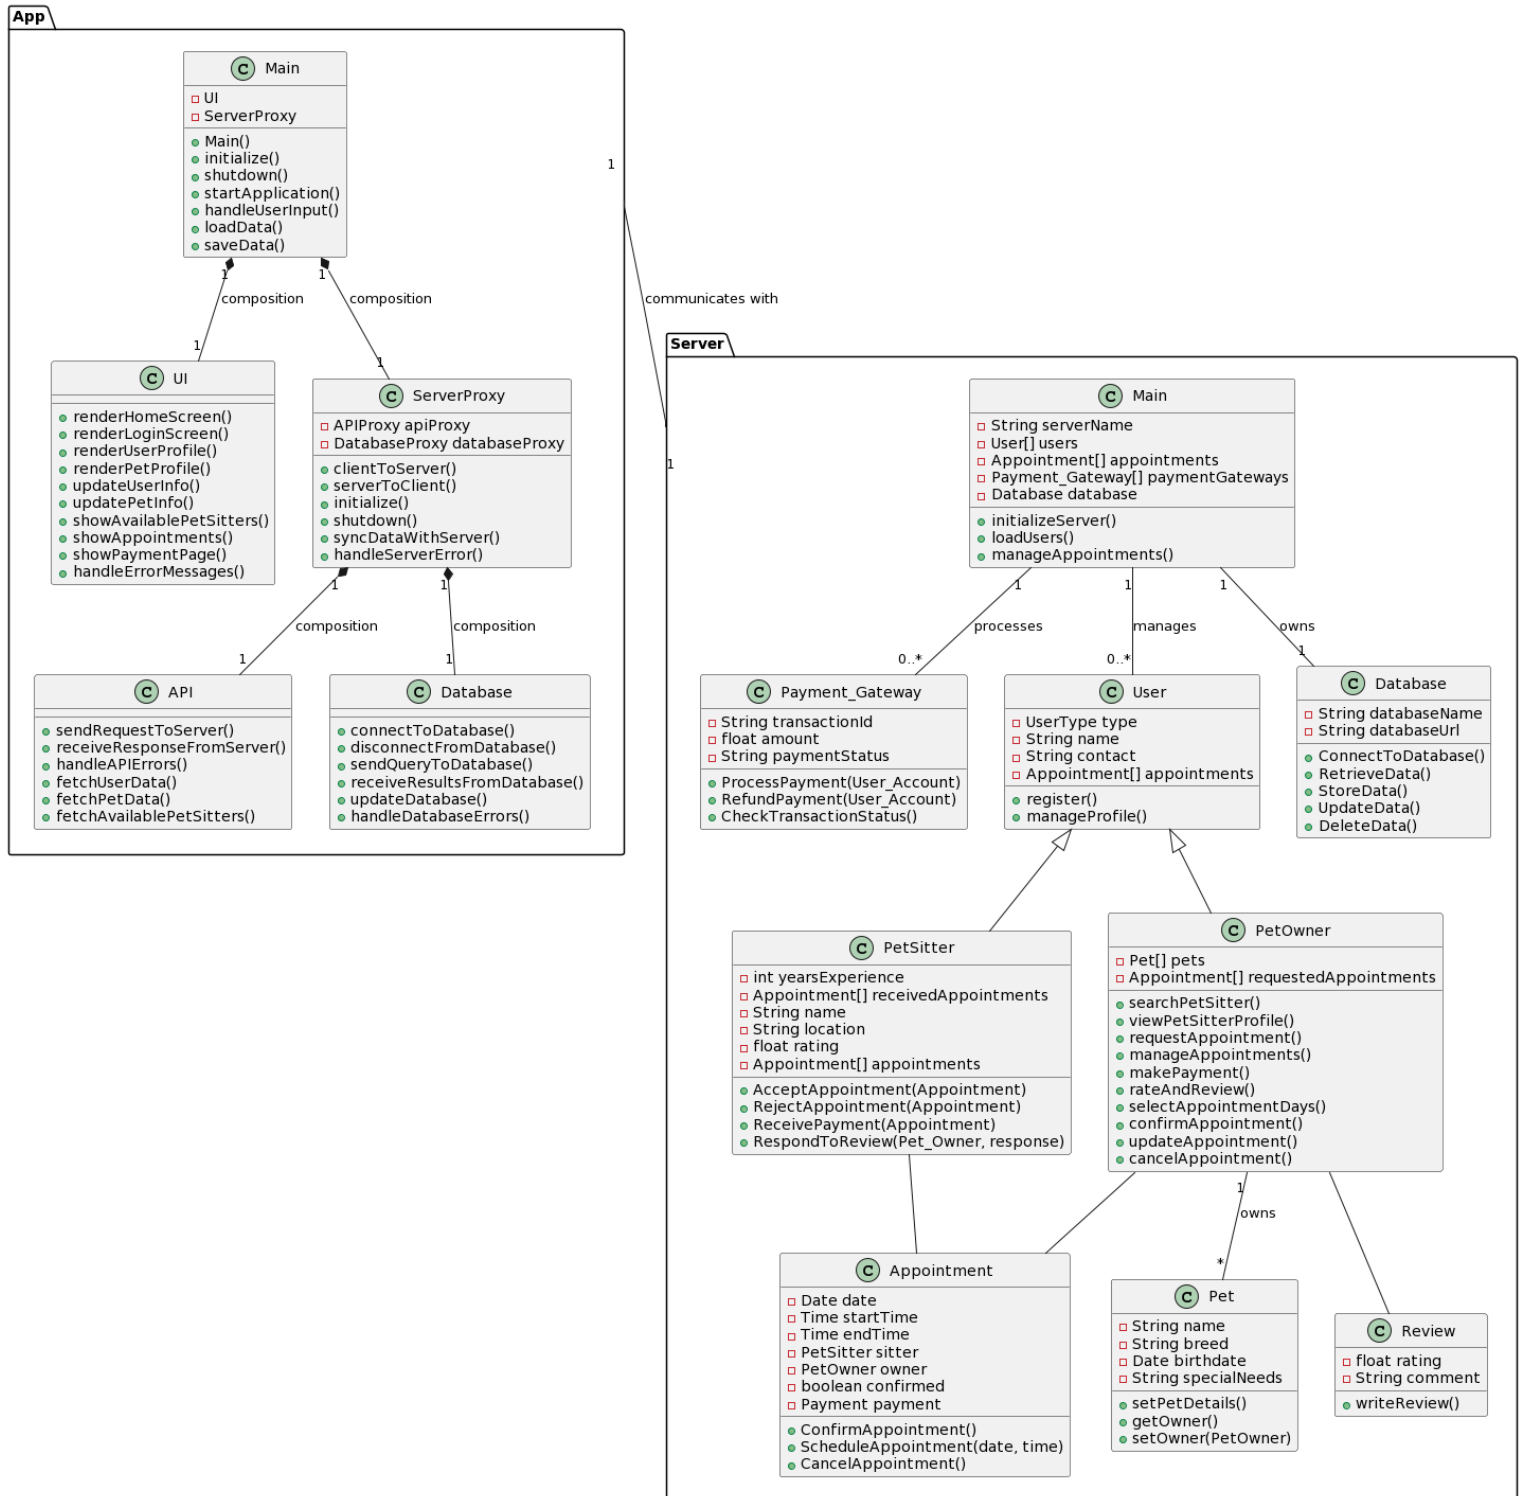 App
C Main
UI
ServerProxy
Main()
initialize()
shutdown()
startApplication()
handleUserInput()
loadData()
saveData()
1
1
composition
composition
1
1
C UI
renderHomeScreen()
renderLoginScreen()
renderUserProfile()
renderPetProfile()
updateUserInfo()
updatePetInfo()
showAvailablePetSitters()
showAppointments()
showPaymentPage()
handleErrorMessages()
C ServerProxy
APIProxy apiProxy
DatabaseProxy databaseProxy
clientToServer()
serverToClient()
initialize()
shutdown()
syncDataWithServer()
handleServerError()
1
1
composition
composition
1
1
C API
sendRequestToServer()
receiveResponseFromServer()
handleAPIErrors()
fetchUserData()
fetchPetData()
fetchAvailablePetSitters()
C Database
connectToDatabase()
disconnectFromDatabase()
sendQueryToDatabase()
receiveResultsFromDatabase()
updateDatabase()
handleDatabaseErrors()
1
communicates with
1
Server
C Main
String serverName
User[] users
Appointment[] appointments
Payment_Gateway[] paymentGateways
Database database
initializeServer()
loadUsers()
manageAppointments()
1
1
1
processes
manages
owns
0..*
0..*
1
C Payment_Gateway
String transactionId
float amount
String paymentStatus
ProcessPayment(User_Account)
RefundPayment(User_Account)
CheckTransactionStatus()
C User
UserType type
String name
String contact
Appointment[] appointments
register()
manageProfile()
C Database
String databaseName
String databaseUrl
ConnectToDatabase()
RetrieveData()
StoreData()
UpdateData()
DeleteData()
C PetSitter
int yearsExperience
Appointment[] receivedAppointments
String name
String location
float rating
Appointment[] appointments
AcceptAppointment(Appointment)
RejectAppointment(Appointment)
ReceivePayment(Appointment)
RespondToReview(Pet_Owner, response)
C PetOwner
Pet[] pets
Appointment[] requestedAppointments
searchPetSitter()
viewPetSitterProfile()
requestAppointment()
manageAppointments()
makePayment()
rateAndReview()
selectAppointmentDays()
confirmAppointment()
updateAppointment()
cancelAppointment()
1
owns
*
C Appointment
Date date
Time startTime
Time endTime
PetSitter sitter
PetOwner owner
boolean confirmed
Payment payment
ConfirmAppointment()
ScheduleAppointment(date, time)
CancelAppointment()
C Pet
String name
String breed
Date birthdate
String specialNeeds
setPetDetails()
getOwner()
setOwner(PetOwner)
C Review
float rating
String comment
writeReview()